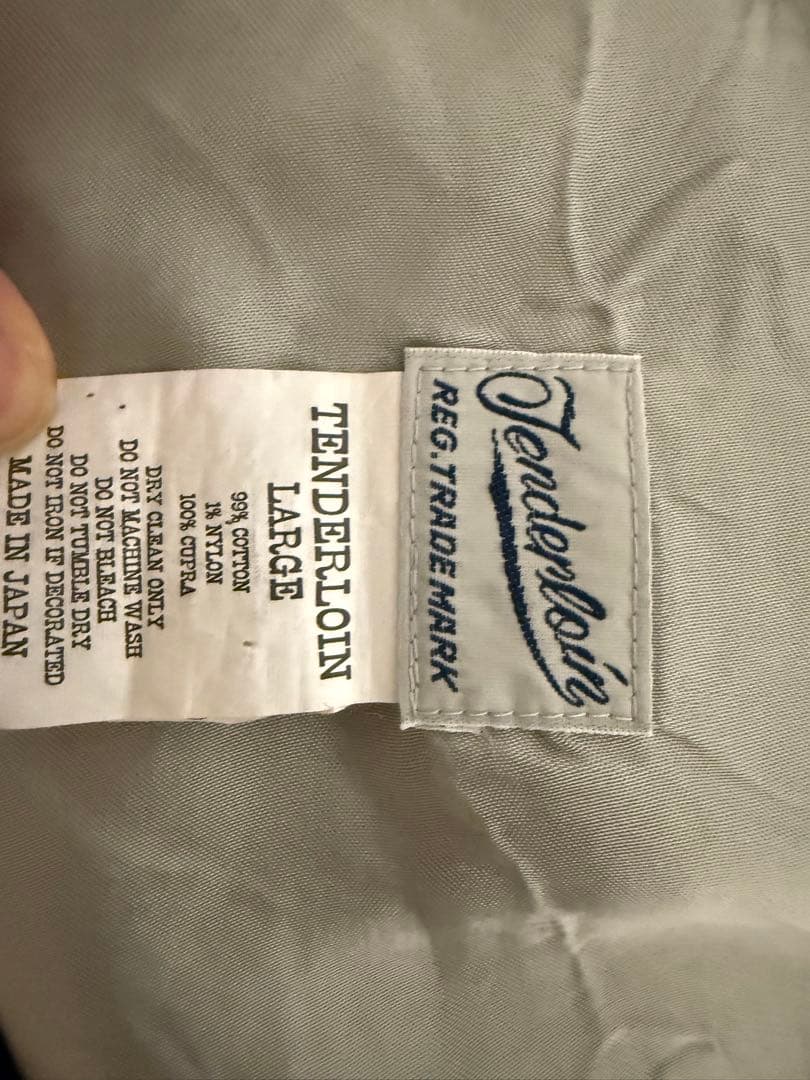 Tenderloin
REG. TRADE MARK
TENDERLOIN
LARGE
99% COTTON
1% NYLON
100% CUPRA
DRY CLEAN ONLY
DO NOT MACHINE WASH
DO NOT BLEACH
DO NOT TUMBLE DRY
DO NOT IRON IF DECORATED
MADE IN JAPAN